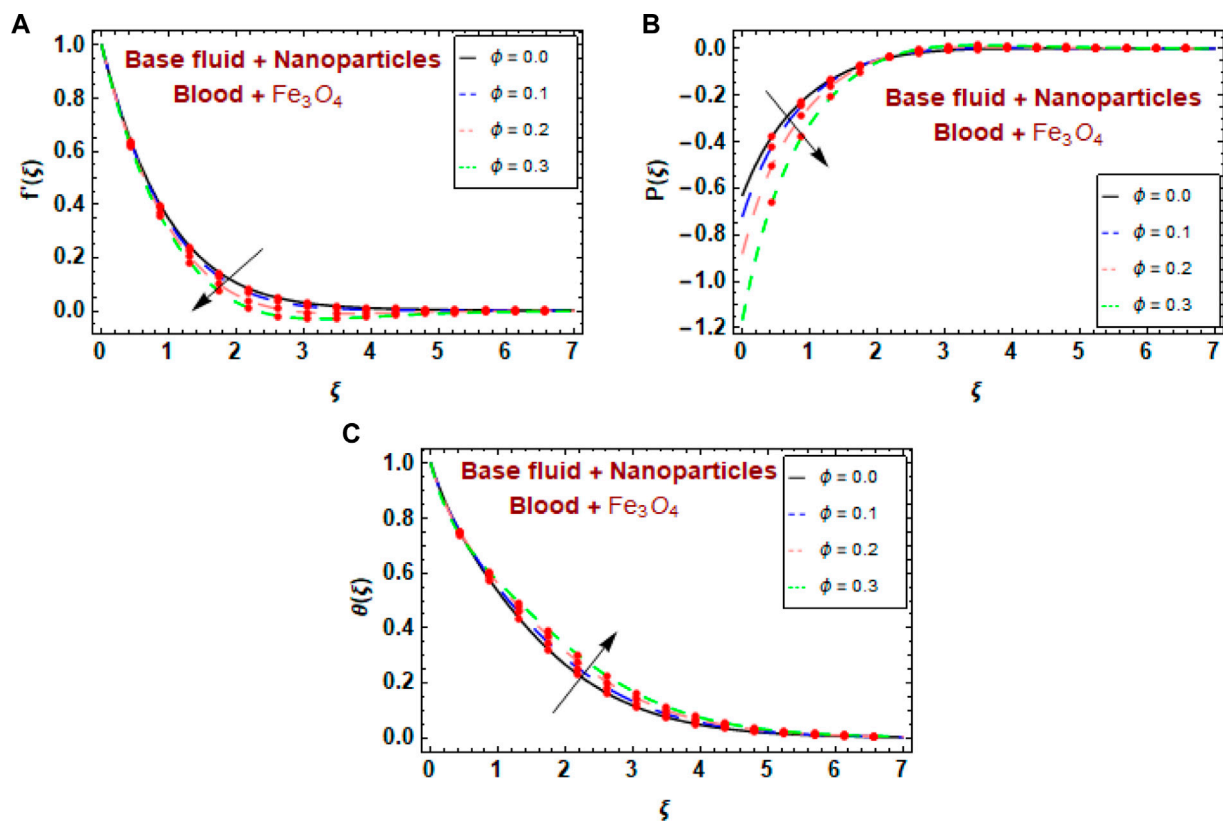 A
Base fluid + Nanoparticles
Blood + Fe₃O₄
ϕ = 0.0
ϕ = 0.1
ϕ = 0.2
ϕ = 0.3
f'(ξ)
1.0
0.8
0.6
0.4
0.2
0.0
0 1 2 3 4 5 6 7
ξ
B
Base fluid + Nanoparticles
Blood + Fe₃O₄
ϕ = 0.0
ϕ = 0.1
ϕ = 0.2
ϕ = 0.3
P(ξ)
0.0
−0.2
−0.4
−0.6
−0.8
−1.0
−1.2
0 1 2 3 4 5 6 7
ξ
C
Base fluid + Nanoparticles
Blood + Fe₃O₄
ϕ = 0.0
ϕ = 0.1
ϕ = 0.2
ϕ = 0.3
θ(ξ)
1.0
0.8
0.6
0.4
0.2
0.0
0 1 2 3 4 5 6 7
ξ